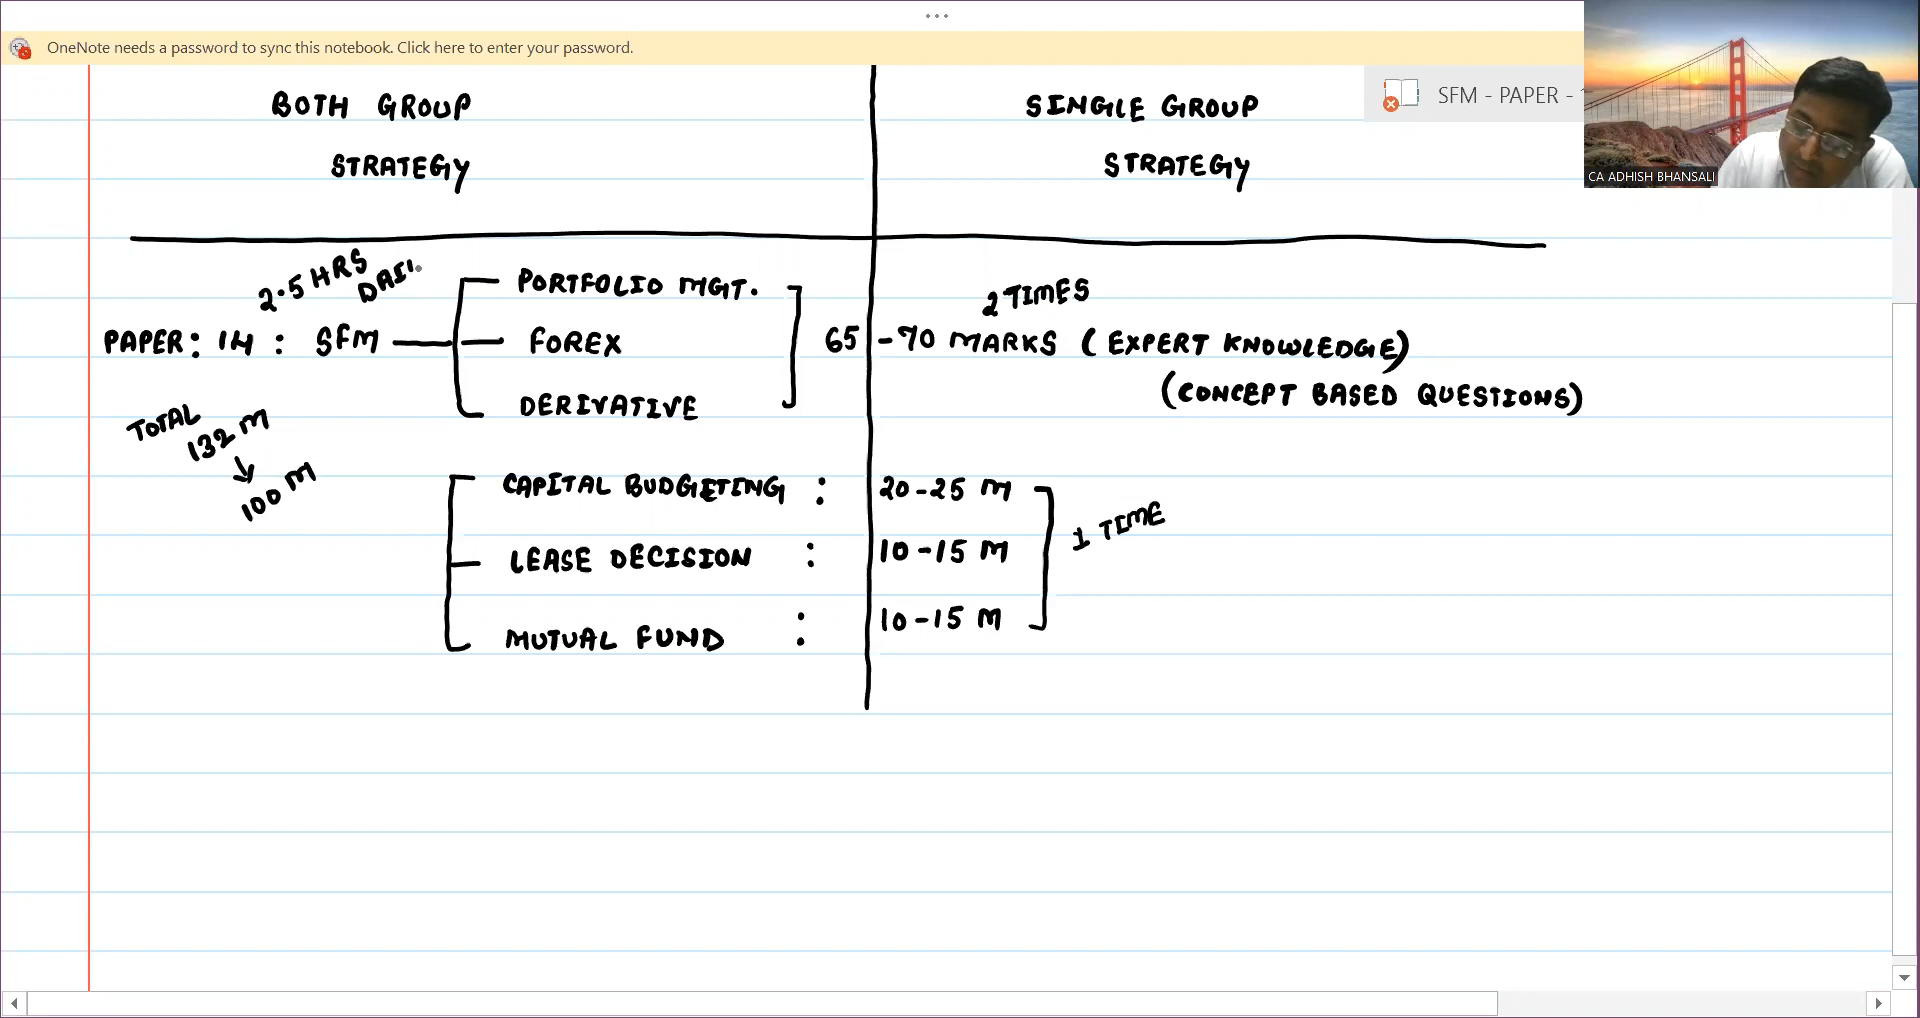 OneNote needs a password to sync this notebook. Click here to enter your password.
SFM - PAPER -
CA ADHISH BHANSALI
BOTH GROUP
STRATEGY
SINGLE GROUP
STRATEGY
2.5 HRS
DAI
PAPER: 14 : SFM
PORTFOLIO MGT.
FOREX
DERIVATIVE
2 TIMES
65 -70 MARKS (EXPERT KNOWLEDGE)
(CONCEPT BASED QUESTIONS)
TOTAL
132 M
↓
100 M
CAPITAL BUDGETING : 20-25 M
LEASE DECISION : 10-15 M
MUTUAL FUND : 10-15 M
1 TIME